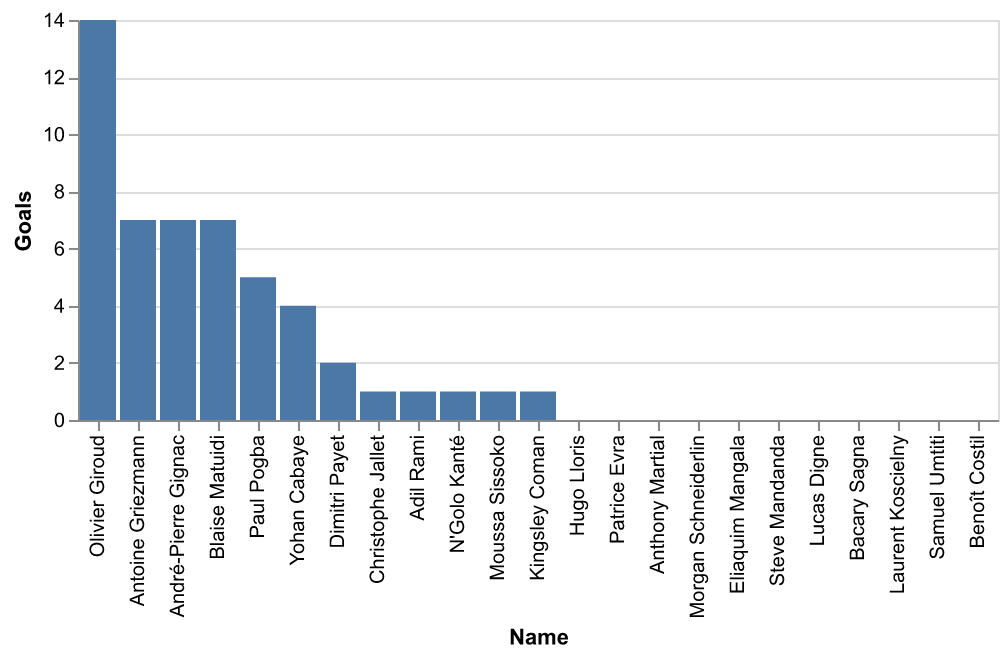 14
12
10
8
6
4
2
0
Goals
Olivier Giroud
Antoine Griezmann
André-Pierre Gignac
Blaise Matuidi
Paul Pogba
Yohan Cabaye
Dimitri Payet
Christophe Jallet
Adil Rami
N'Golo Kanté
Moussa Sissoko
Kingsley Coman
Hugo Lloris
Patrice Evra
Anthony Martial
Morgan Schneiderlin
Eliaquim Mangala
Steve Mandanda
Lucas Digne
Bacary Sagna
Laurent Koscielny
Samuel Umtiti
Benoît Costil
Name